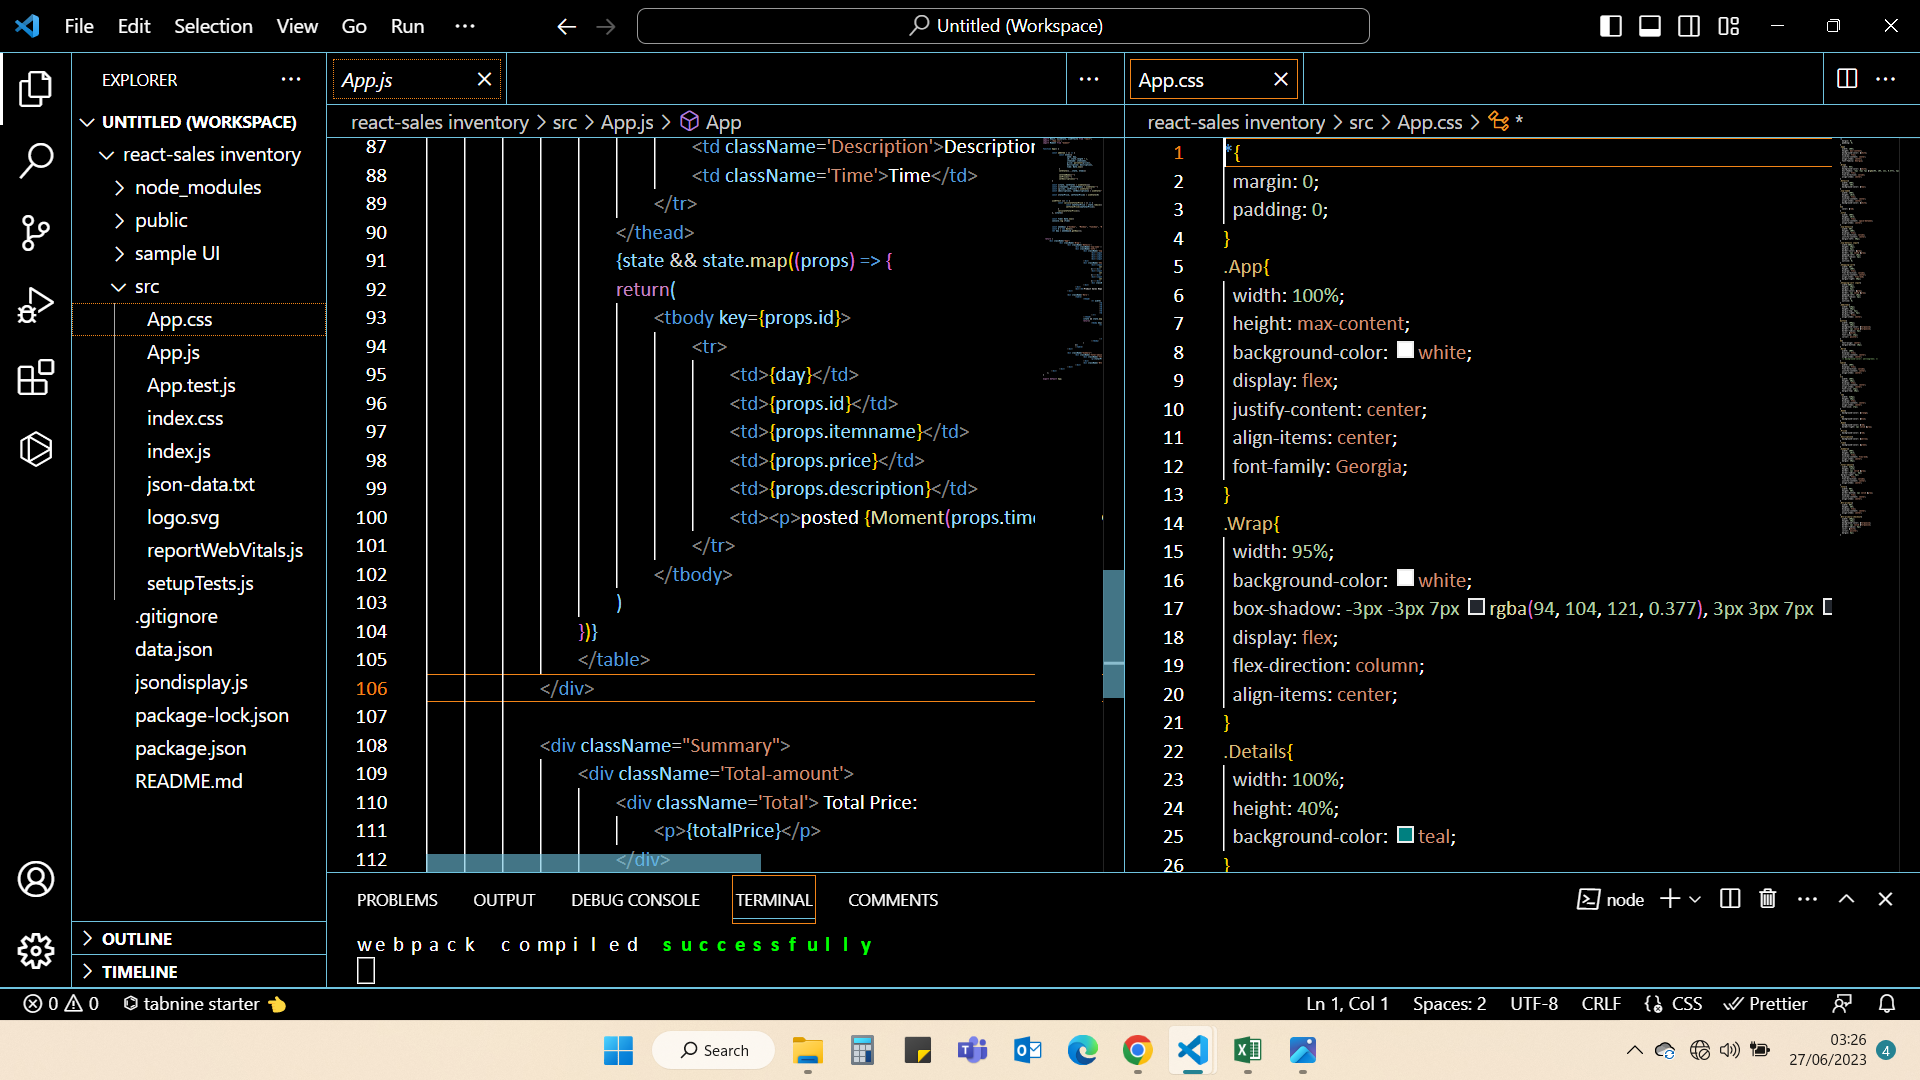 File Edit Selection View Go Run ··· Untitled (Workspace)
EXPLORER ···
UNTITLED (WORKSPACE)
react-sales inventory
node_modules
public
sample UI
src
App.css
App.js
App.test.js
index.css
index.js
json-data.txt
logo.svg
reportWebVitals.js
setupTests.js
.gitignore
data.json
jsondisplay.js
package-lock.json
package.json
README.md
OUTLINE
TIMELINE
App.js
react-sales inventory > src > App.js > App
87 <td className='Description'>Description
88 <td className='Time'>Time</td>
89 </tr>
90 </thead>
91 {state && state.map((props) => {
92 return(
93 <tbody key={props.id}>
94 <tr>
95 <td>{day}</td>
96 <td>{props.id}</td>
97 <td>{props.itemname}</td>
98 <td>{props.price}</td>
99 <td>{props.description}</td>
100 <td><p>posted {Moment(props.time
101 </tr>
102 </tbody>
103 )
104 })}
105 </table>
106 </div>
107
108 <div className="Summary">
109 <div className='Total-amount'>
110 <div className='Total'> Total Price:
111 <p>{totalPrice}</p>
112 </div>
App.css
react-sales inventory > src > App.css > *
1 *{
2 margin: 0;
3 padding: 0;
4 }
5 .App{
6 width: 100%;
7 height: max-content;
8 background-color: white;
9 display: flex;
10 justify-content: center;
11 align-items: center;
12 font-family: Georgia;
13 }
14 .Wrap{
15 width: 95%;
16 background-color: white;
17 box-shadow: -3px -3px 7px rgba(94, 104, 121, 0.377), 3px 3px 7px
18 display: flex;
19 flex-direction: column;
20 align-items: center;
21 }
22 .Details{
23 width: 100%;
24 height: 40%;
25 background-color: teal;
26 }
PROBLEMS OUTPUT DEBUG CONSOLE TERMINAL COMMENTS node
webpack compiled successfully
0 0 tabnine starter Ln 1, Col 1 Spaces: 2 UTF-8 CRLF CSS Prettier
Search
03:26
27/06/2023 4